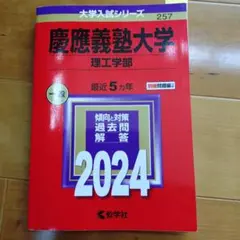 大学入試シリーズ
257
慶應義塾大学
理工学部
最近5カ年
傾向と対策
過去問
解答
2024
教学社